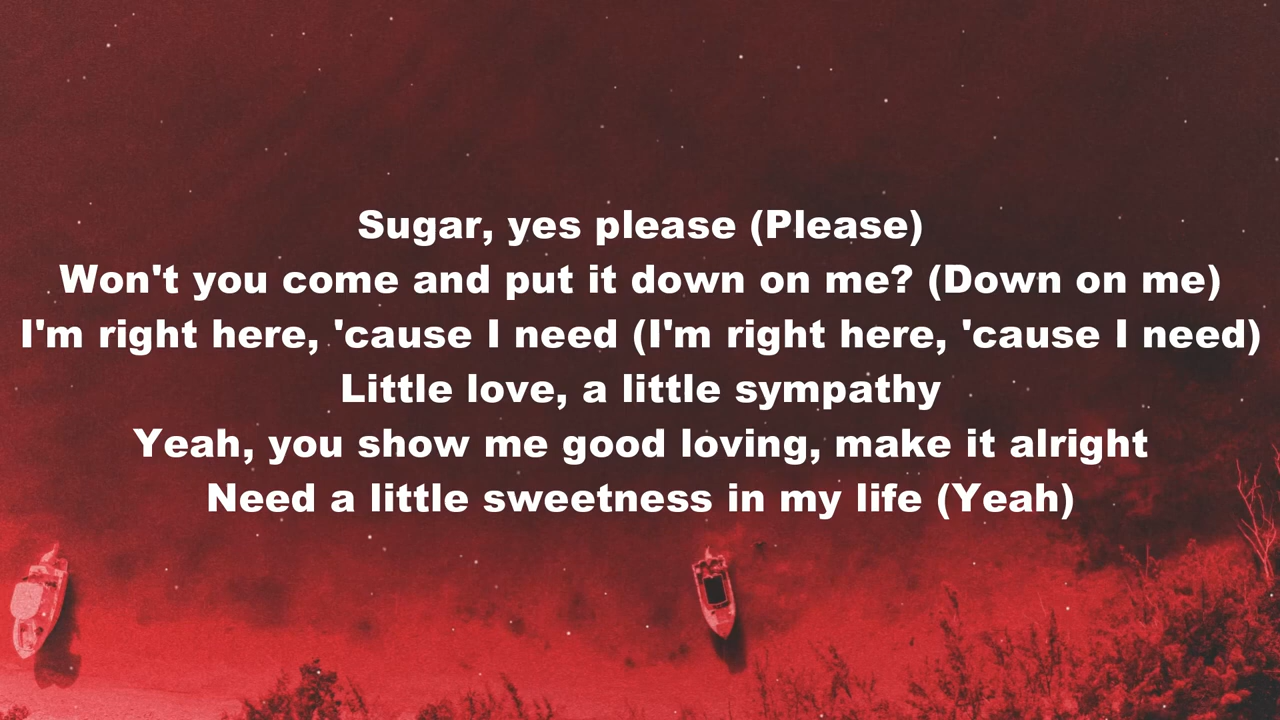 Sugar, yes please (Please)
Won't you come and put it down on me? (Down on me)
I'm right here, 'cause I need (I'm right here, 'cause I need)
Little love, a little sympathy
Yeah, you show me good loving, make it alright
Need a little sweetness in my life (Yeah)